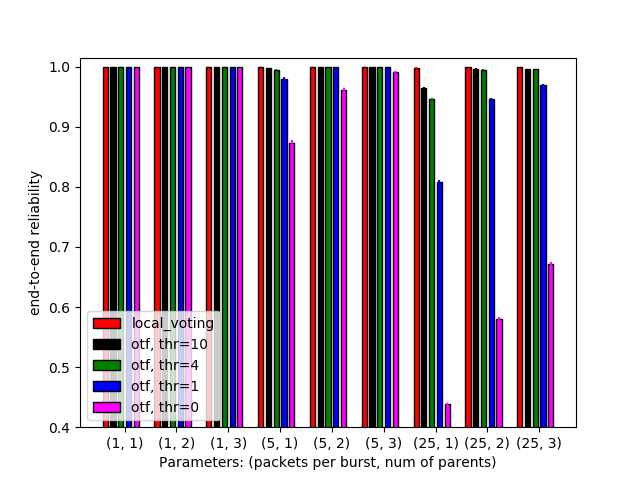 1.0
0.9
0.8
0.7
0.6
0.5
0.4
end-to-end reliability
local_voting
otf, thr=10
otf, thr=4
otf, thr=1
otf, thr=0
(1, 1) (1, 2) (1, 3) (5, 1) (5, 2) (5, 3) (25, 1) (25, 2) (25, 3)
Parameters: (packets per burst, num of parents)